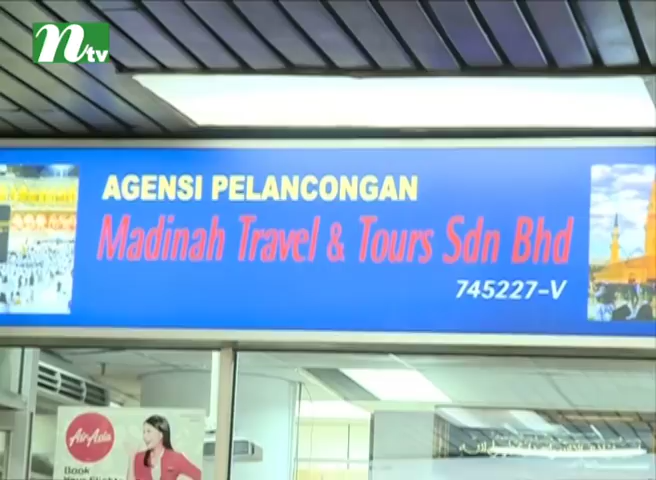 ntv
AGENSI PELANCONGAN
Madinah Travel & Tours Sdn Bhd
745227-V
AirAsia
Book